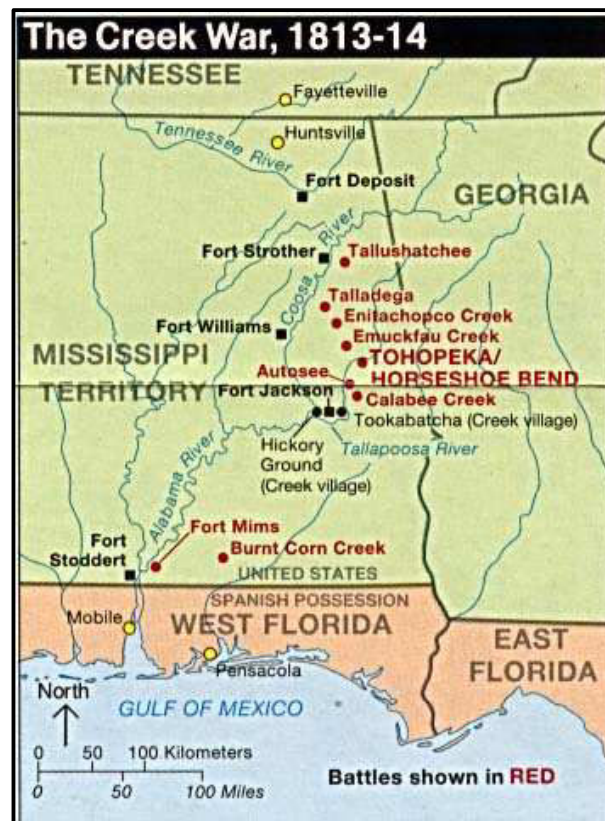 The Creek War, 1813-14
TENNESSEE
Fayetteville
Huntsville
Tennessee River
Fort Deposit
GEORGIA
Fort Strother
Coosa River
Tallushatchee
Talladega
Enitachopco Creek
Fort Williams
Emuckfau Creek
MISSISSIPPI
TERRITORY
TOHOPEKA/
HORSESHOE BEND
Autosee
Fort Jackson
Calabee Creek
Tookabatcha (Creek village)
Hickory
Ground
(Creek village)
Tallapoosa River
Alabama River
Fort Mims
Fort
Stoddert
Burnt Corn Creek
UNITED STATES
SPANISH POSSESSION
Mobile
WEST FLORIDA
EAST
FLORIDA
Pensacola
North
GULF OF MEXICO
0 50 100 Kilometers
0 50 100 Miles
Battles shown in RED